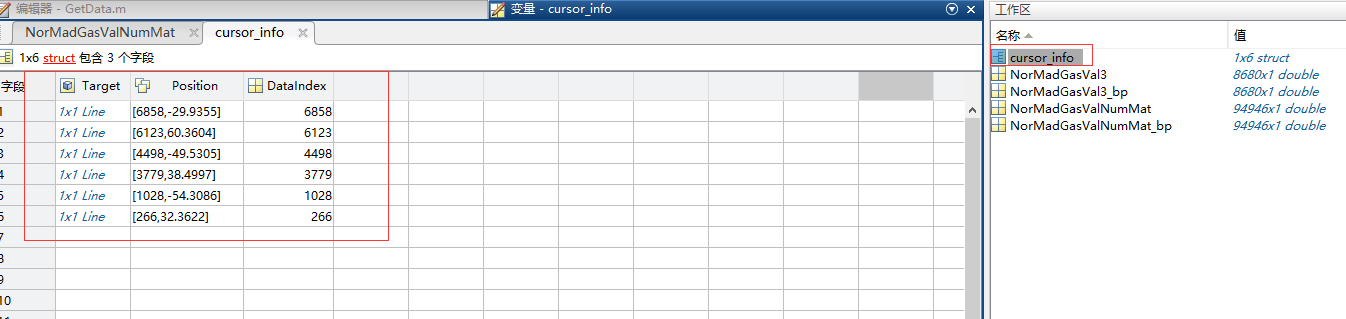 编辑器 - GetData.m
变量 - cursor_info
NorMadGasValNumMat
cursor_info
1x6 struct 包含 3 个字段
字段 Target Position DataIndex
1 1x1 Line [6858,-29.9355] 6858
2 1x1 Line [6123,60.3604] 6123
3 1x1 Line [4498,-49.5305] 4498
4 1x1 Line [3779,38.4997] 3779
5 1x1 Line [1028,-54.3086] 1028
6 1x1 Line [266,32.3622] 266
7
8
9
10
工作区
名称 值
cursor_info 1x6 struct
NorMadGasVal3 8680x1 double
NorMadGasVal3_bp 8680x1 double
NorMadGasValNumMat 94946x1 double
NorMadGasValNumMat_bp 94946x1 double